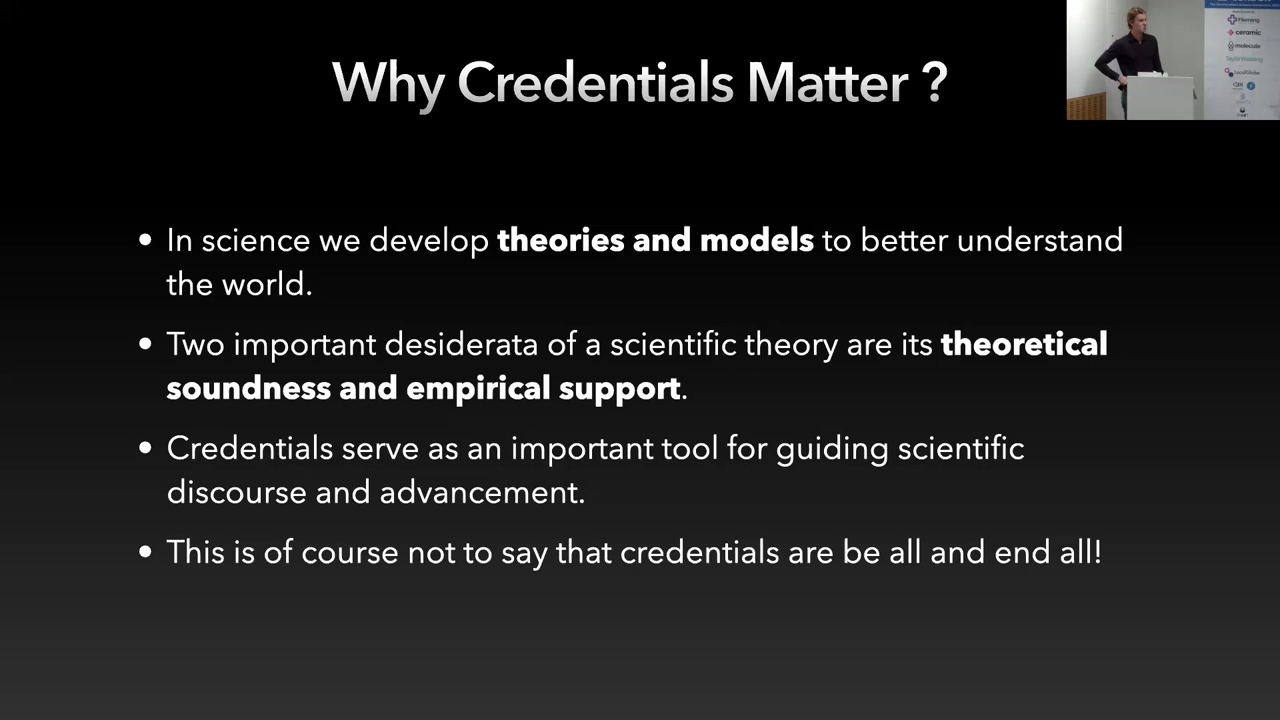 Why Credentials Matter ?
• In science we develop theories and models to better understand
the world.
• Two important desiderata of a scientific theory are its theoretical
soundness and empirical support.
• Credentials serve as an important tool for guiding scientific
discourse and advancement.
• This is of course not to say that credentials are be all and end all!
Fleming
ceramic
molecule